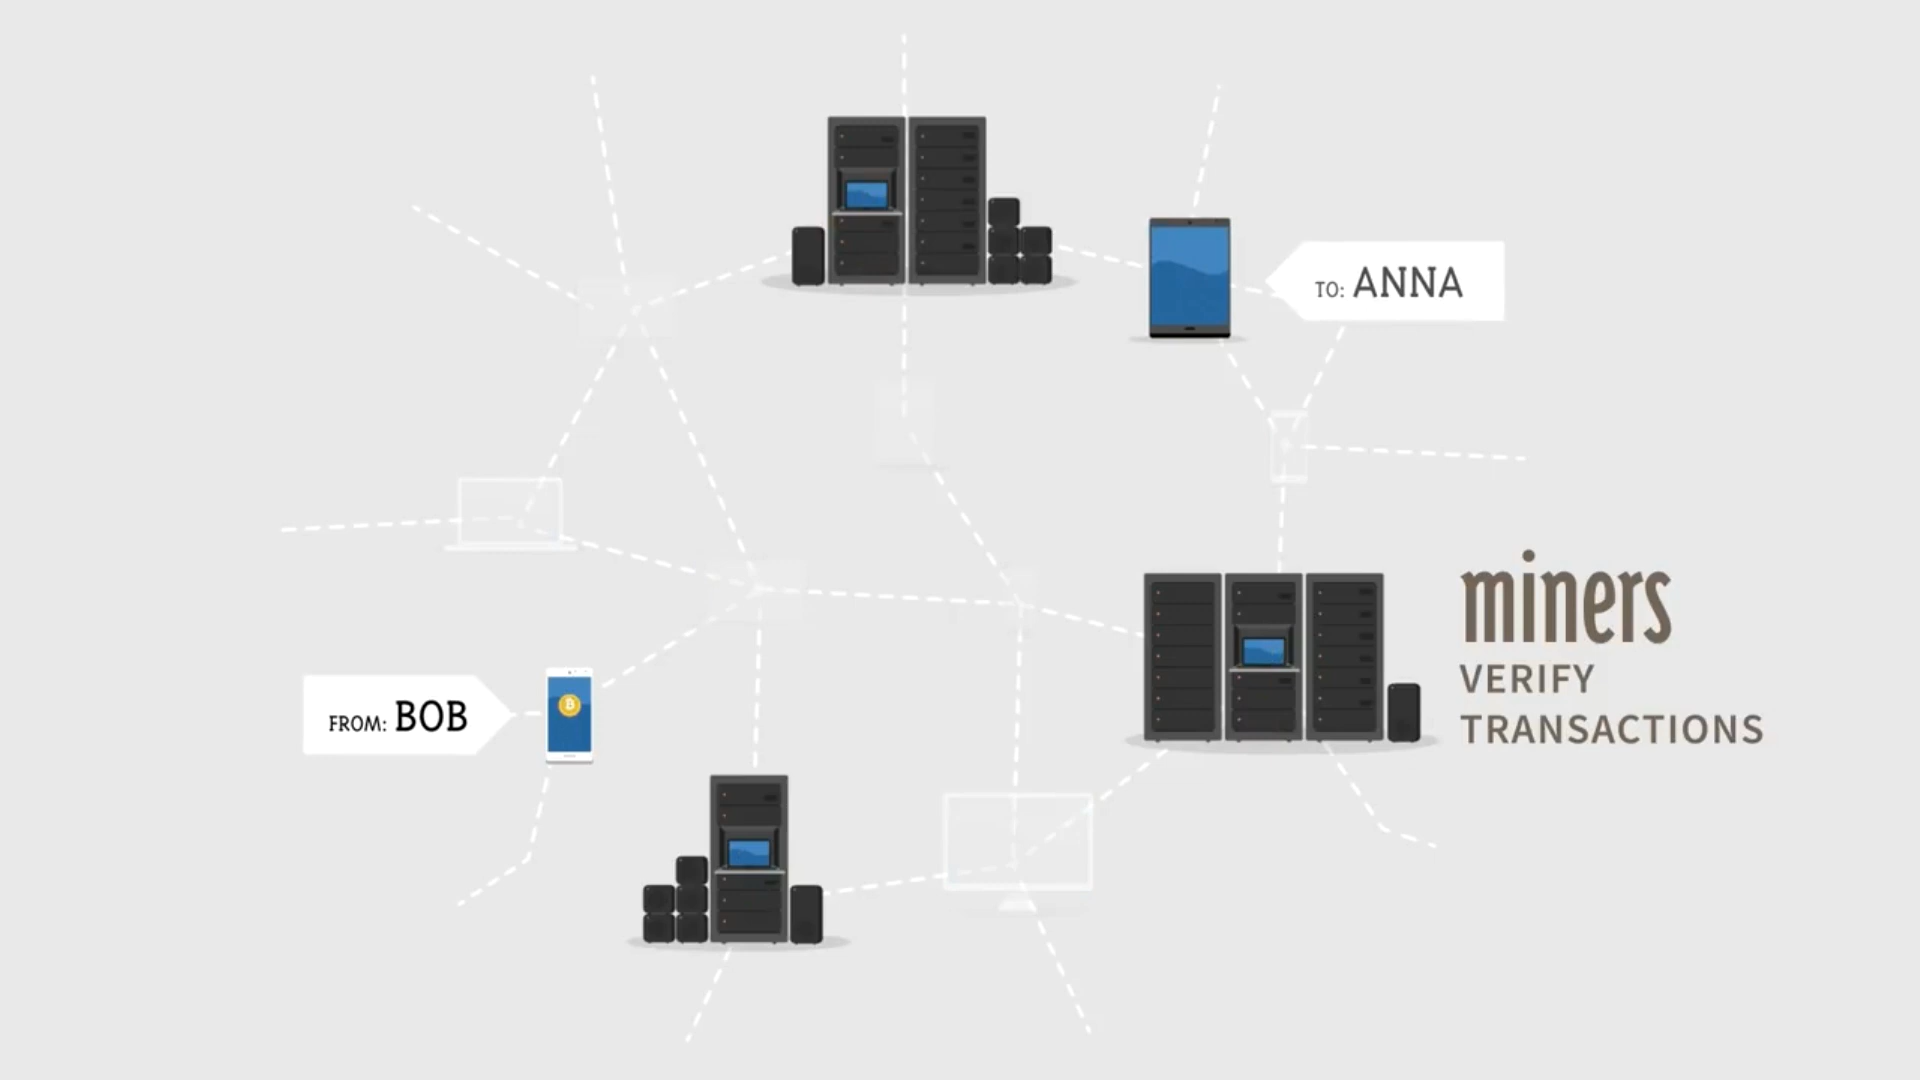 TO: ANNA
miners
VERIFY
TRANSACTIONS
FROM: BOB